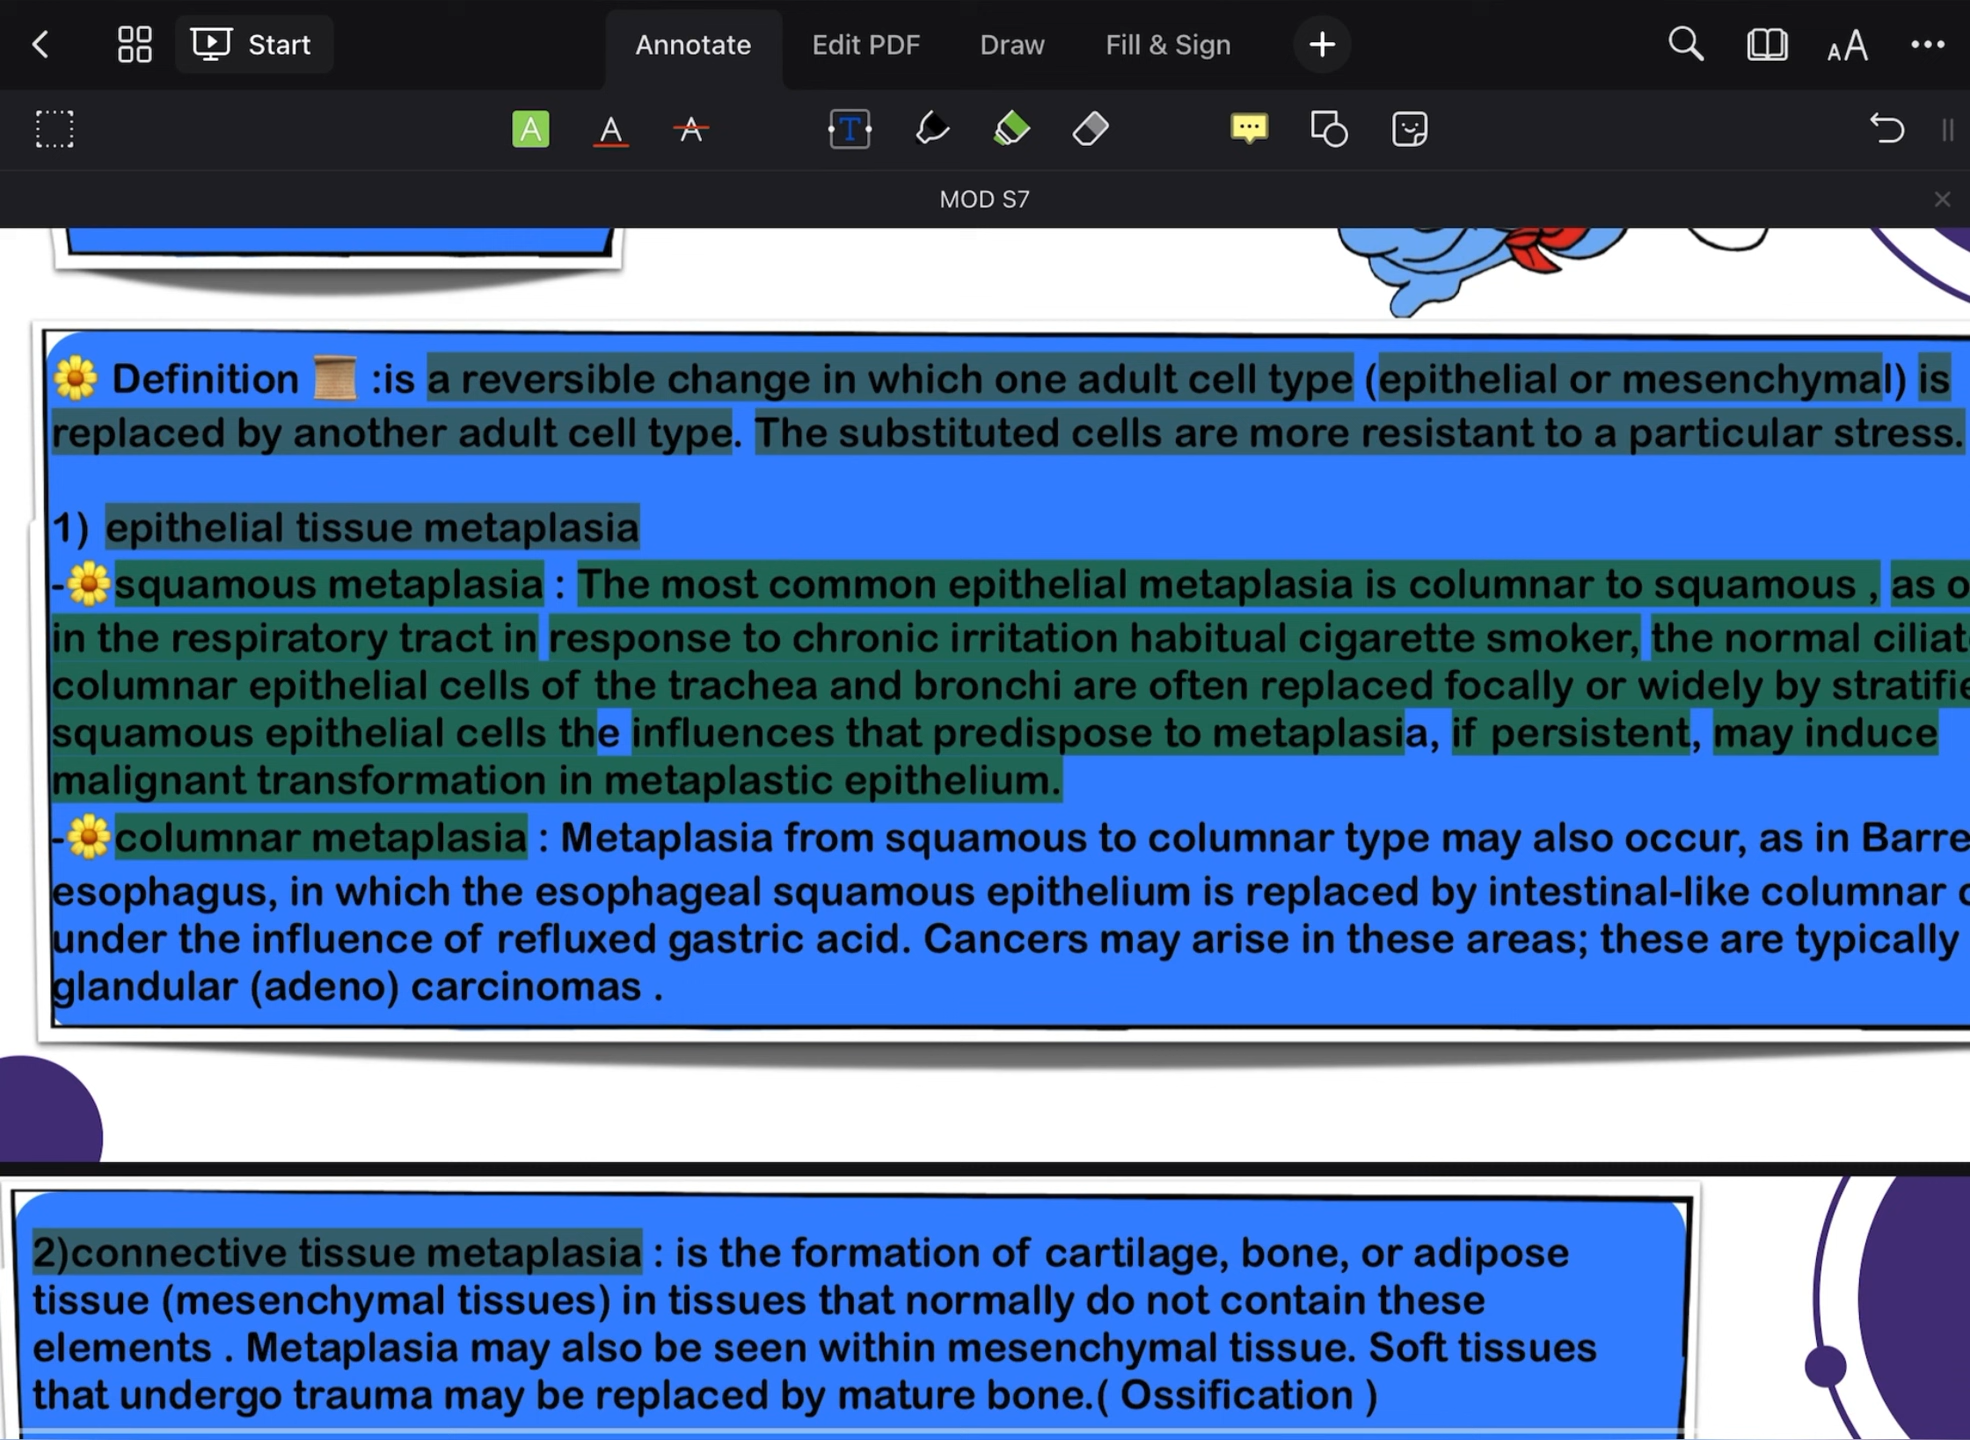 Start
Annotate
Edit PDF
Draw
Fill & Sign
MOD S7
Definition :is a reversible change in which one adult cell type (epithelial or mesenchymal) is
replaced by another adult cell type. The substituted cells are more resistant to a particular stress.
1) epithelial tissue metaplasia
-squamous metaplasia : The most common epithelial metaplasia is columnar to squamous , as
in the respiratory tract in response to chronic irritation habitual cigarette smoker, the normal
columnar epithelial cells of the trachea and bronchi are often replaced focally or widely by
squamous epithelial cells the influences that predispose to metaplasia, if persistent, may induce
malignant transformation in metaplastic epithelium.
-columnar metaplasia : Metaplasia from squamous to columnar type may also occur, as in
esophagus, in which the esophageal squamous epithelium is replaced by intestinal-like columnar
under the influence of refluxed gastric acid. Cancers may arise in these areas; these are typically
glandular (adeno) carcinomas .
2)connective tissue metaplasia : is the formation of cartilage, bone, or adipose
tissue (mesenchymal tissues) in tissues that normally do not contain these
elements . Metaplasia may also be seen within mesenchymal tissue. Soft tissues
that undergo trauma may be replaced by mature bone.( Ossification )